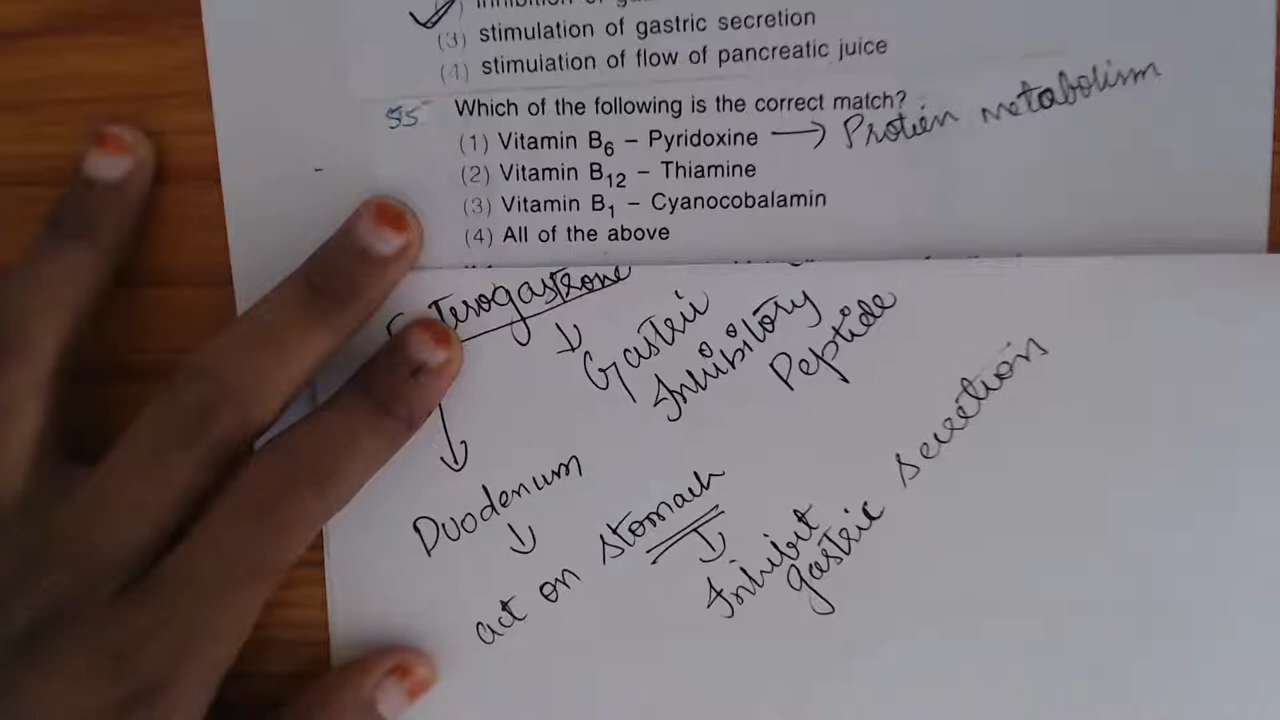 (3) stimulation of gastric secretion
(4) stimulation of flow of pancreatic juice
55 Which of the following is the correct match?
(1) Vitamin B6 – Pyridoxine → Protien metabolism
(2) Vitamin B12 – Thiamine
(3) Vitamin B1 – Cyanocobalamin
(4) All of the above
Gastric
Inhibitory
Peptide
Duodenum
act on stomach
Inhibit
gastric secretion